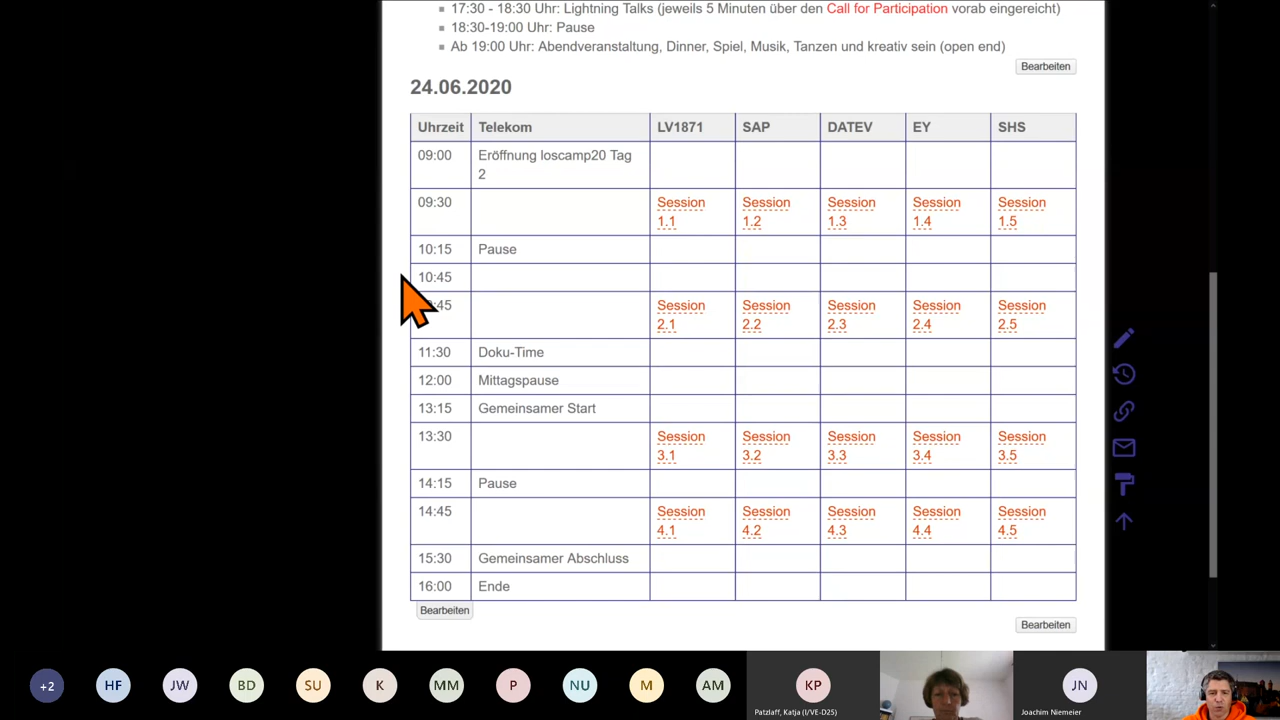 17:30 - 18:30 Uhr: Lightning Talks (jeweils 5 Minuten über den Call for Participation vorab eingereicht)
18:30-19:00 Uhr: Pause
Ab 19:00 Uhr: Abendveranstaltung, Dinner, Spiel, Musik, Tanzen und kreativ sein (open end)
Bearbeiten
24.06.2020
Uhrzeit Telekom LV1871 SAP DATEV EY SHS
09:00 Eröffnung loscamp20 Tag
2
09:30 Session Session Session Session Session
1.1 1.2 1.3 1.4 1.5
10:15 Pause
10:45
:45 Session Session Session Session Session
2.1 2.2 2.3 2.4 2.5
11:30 Doku-Time
12:00 Mittagspause
13:15 Gemeinsamer Start
13:30 Session Session Session Session Session
3.1 3.2 3.3 3.4 3.5
14:15 Pause
14:45 Session Session Session Session Session
4.1 4.2 4.3 4.4 4.5
15:30 Gemeinsamer Abschluss
16:00 Ende
Bearbeiten
Bearbeiten
+2 HF JW BD SU K MM P NU M AM KP JN
Patzlaff, Katja (I/VE-D25) Joachim Niemeier